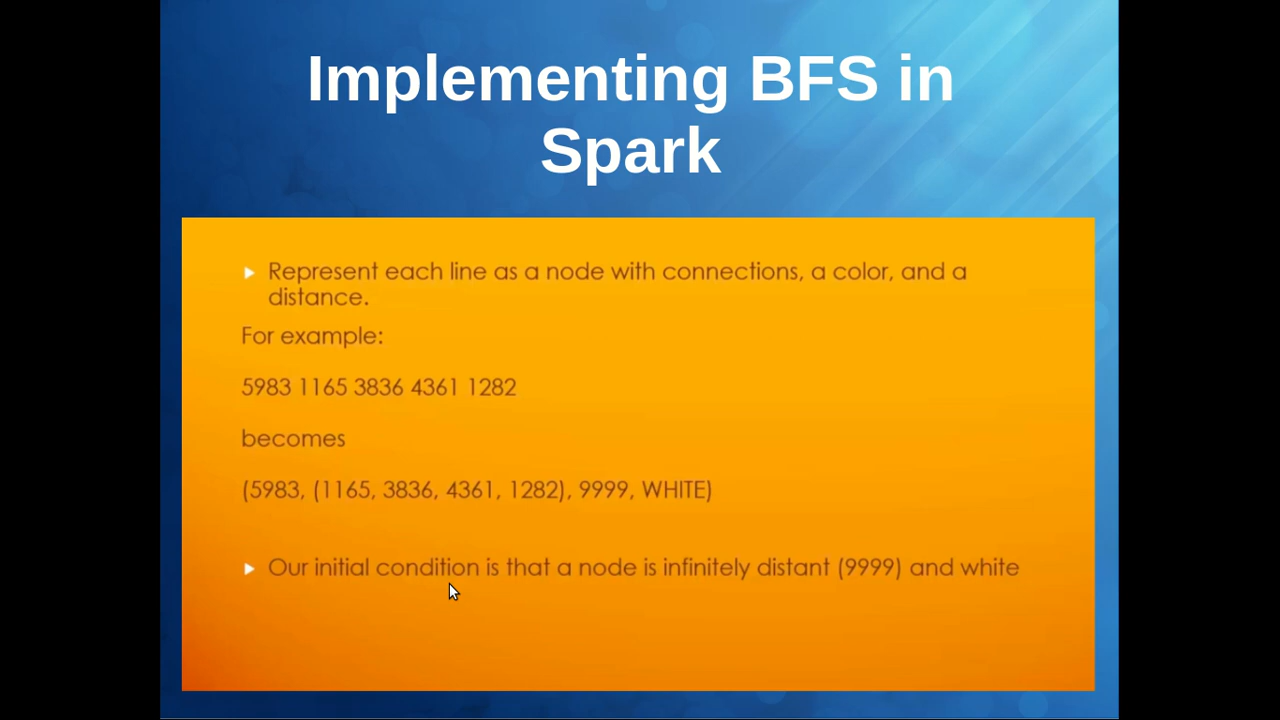 Implementing BFS in
Spark
Represent each line as a node with connections, a color, and a
distance.
For example:
5983 1165 3836 4361 1282
becomes
(5983, (1165, 3836, 4361, 1282), 9999, WHITE)
Our initial condition is that a node is infinitely distant (9999) and white